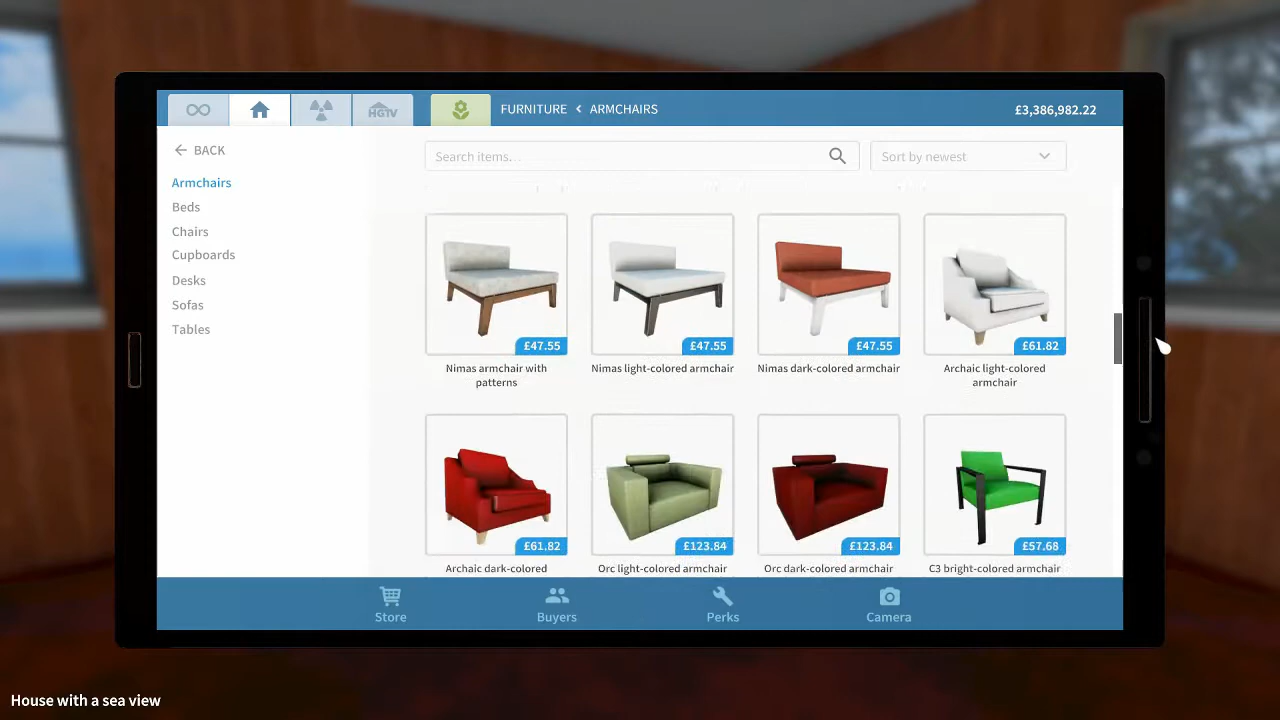 HGTV
FURNITURE < ARMCHAIRS
£3,386,982.22
BACK
Search items...
Sort by newest
Armchairs
Beds
Chairs
Cupboards
Desks
Sofas
Tables
£47.55
£47.55
£47.55
£61.82
Nimas armchair with
patterns
Nimas light-colored armchair
Nimas dark-colored armchair
Archaic light-colored
armchair
£61.82
£123.84
£123.84
£57.68
Archaic dark-colored
Orc light-colored armchair
Orc dark-colored armchair
C3 bright-colored armchair
Store
Buyers
Perks
Camera
House with a sea view